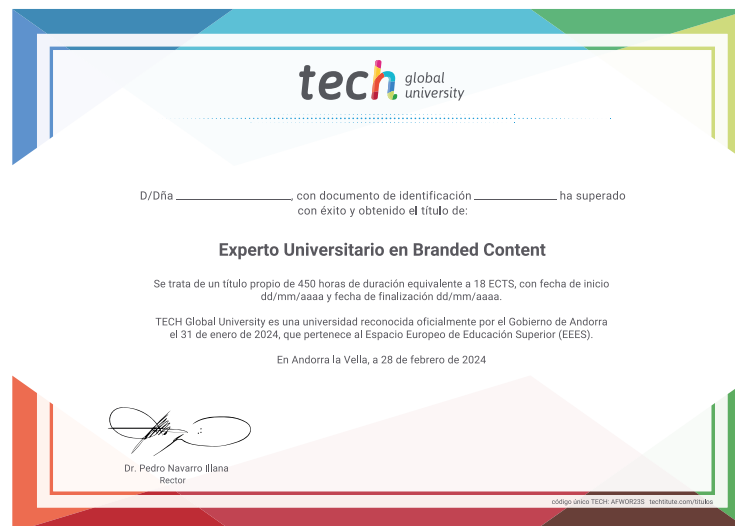 tech global university
D/Dña ____________________, con documento de identificación ______________ ha superado
con éxito y obtenido el título de:
Experto Universitario en Branded Content
Se trata de un título propio de 450 horas de duración equivalente a 18 ECTS, con fecha de inicio
dd/mm/aaaa y fecha de finalización dd/mm/aaaa.
TECH Global University es una universidad reconocida oficialmente por el Gobierno de Andorra
el 31 de enero de 2024, que pertenece al Espacio Europeo de Educación Superior (EEES).
En Andorra la Vella, a 28 de febrero de 2024
Dr. Pedro Navarro Illana
Rector
código único TECH: AFWOR23S techtitute.com/titulos